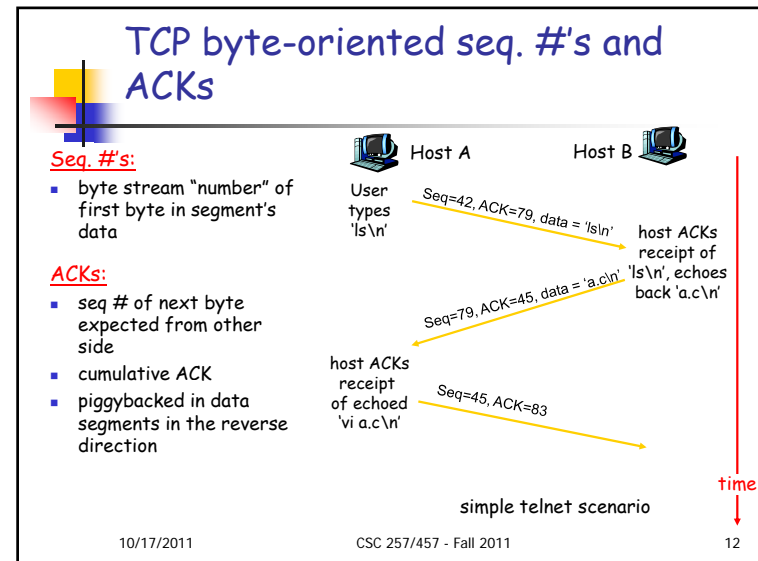 TCP byte-oriented seq. #'s and
ACKs
Seq. #'s:
byte stream “number” of
first byte in segment's
data
ACKs:
seq # of next byte
expected from other
side
cumulative ACK
piggybacked in data
segments in the reverse
direction
Host A
Host B
User
types
‘ls\n’
Seq=42, ACK=79, data = ‘ls\n’
host ACKs
receipt of
‘ls\n’, echoes
back ‘a.c\n’
Seq=79, ACK=45, data = ‘a.c\n’
host ACKs
receipt
of echoed
‘vi a.c\n’
Seq=45, ACK=83
time
simple telnet scenario
10/17/2011
CSC 257/457 - Fall 2011
12